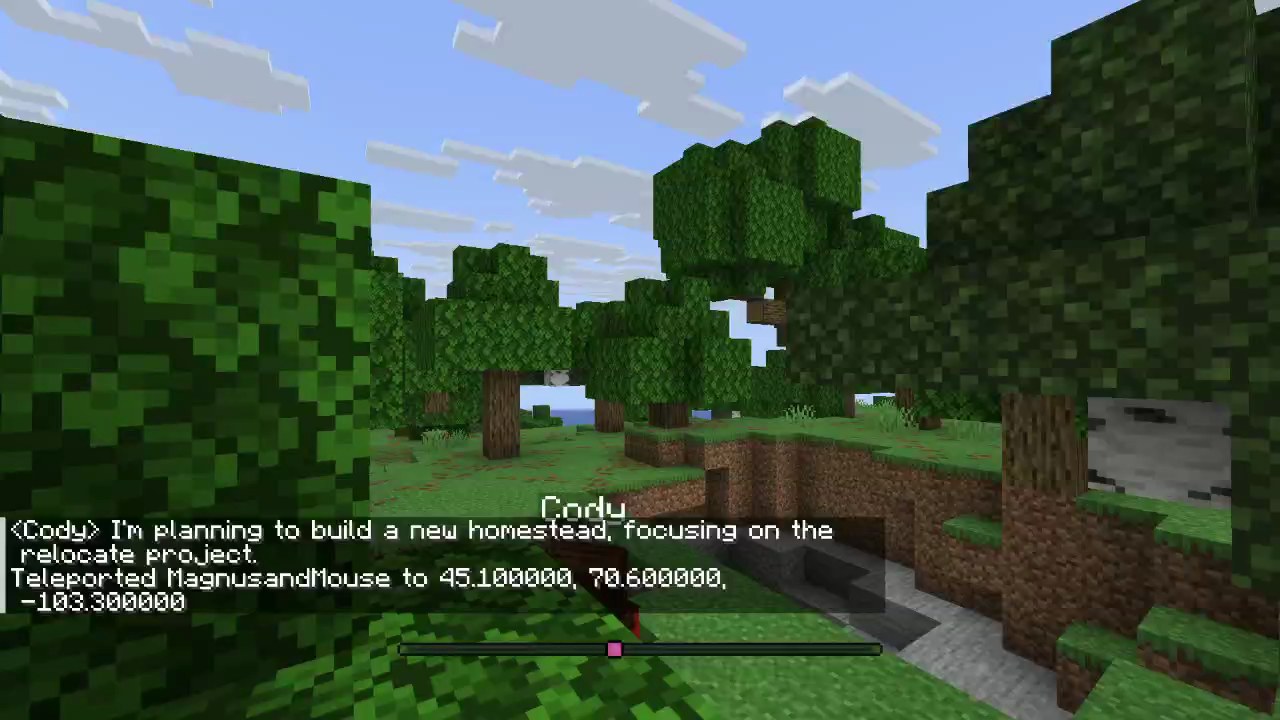 Cody
<Cody> I'm planning to build a new homestead, focusing on the
relocate project.
Teleported MagnusandMouse to 45.100000, 70.600000,
-103.300000